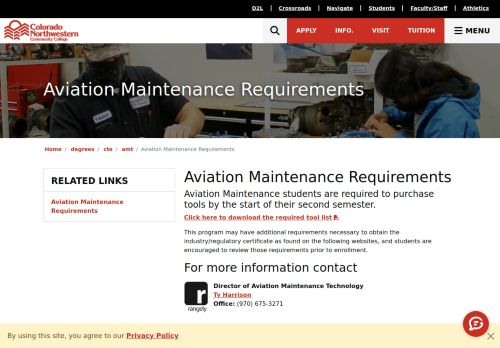 D2L | Crossroads | Navigate | Students | Faculty/Staff | Athletics
Colorado
Northwestern
Community College
APPLY INFO. VISIT TUITION MENU
Aviation Maintenance Requirements
Home / degrees / cte / amt / Aviation Maintenance Requirements
RELATED LINKS
Aviation Maintenance
Requirements
Aviation Maintenance Requirements
Aviation Maintenance students are required to purchase
tools by the start of their second semester.
Click here to download the required tool list
This program may have additional requirements necessary to obtain the
industry/regulatory certificate as found on the following websites, and students are
encouraged to review those requirements prior to enrollment.
For more information contact
rangely
Director of Aviation Maintenance Technology
Ty Harrison
Office: (970) 675-3271
By using this site, you agree to our Privacy Policy
×